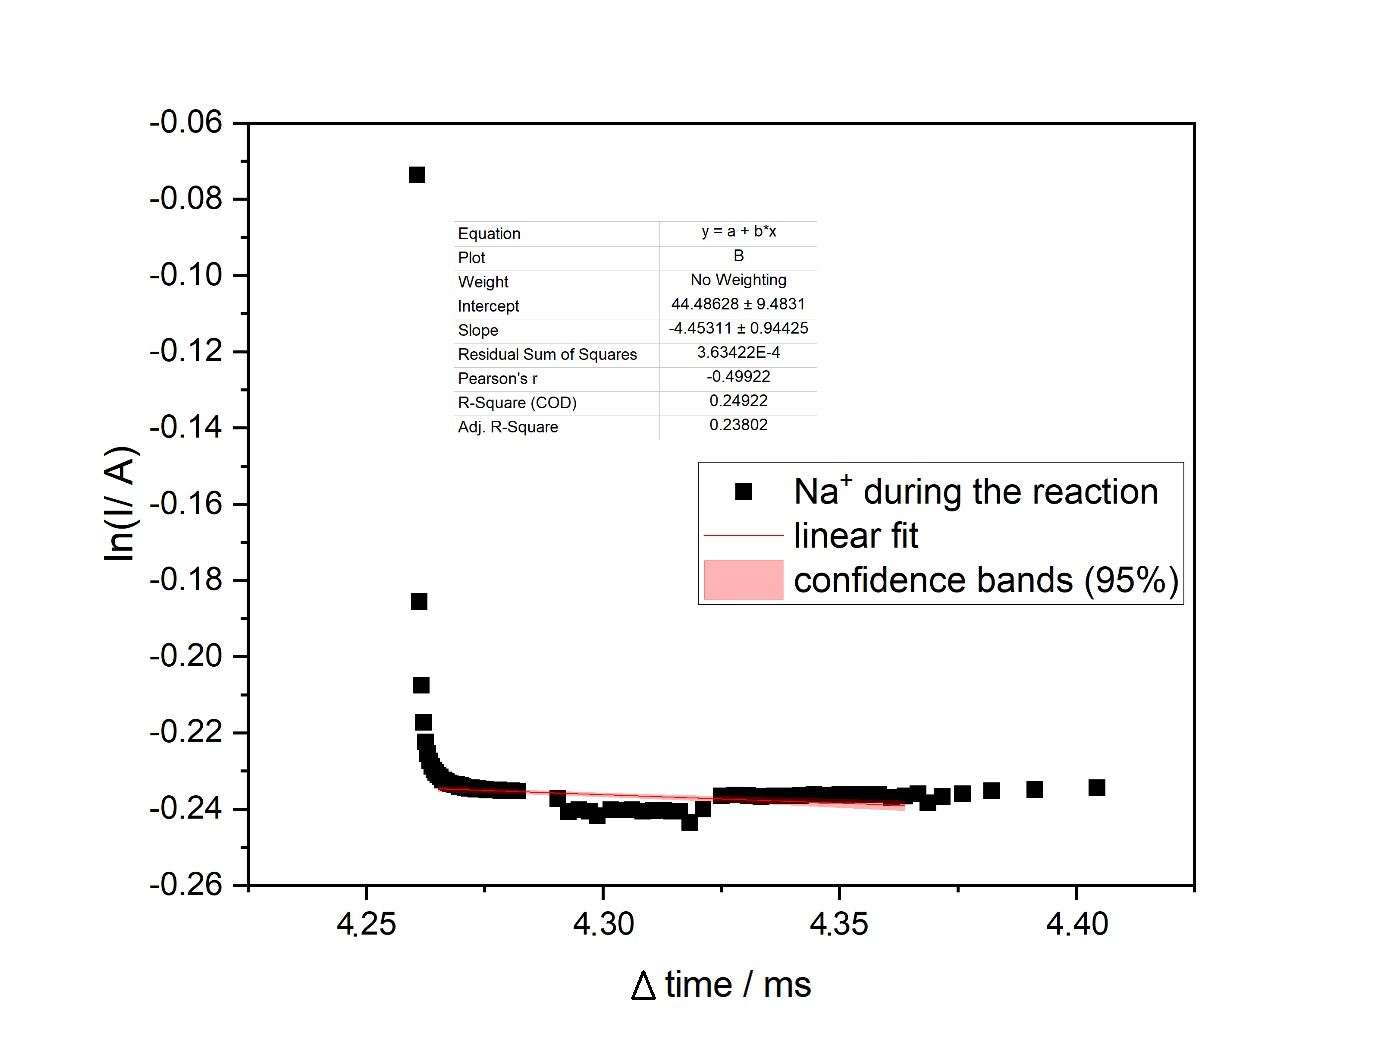 -0.06
-0.08
-0.10
-0.12
-0.14
-0.16
-0.18
-0.20
-0.22
-0.24
-0.26
ln(I/ A)
Equation y = a + b*x
Plot B
Weight No Weighting
Intercept 44.48628 ± 9.4831
Slope -4.45311 ± 0.94425
Residual Sum of Squares 3.63422E-4
Pearson's r -0.49922
R-Square (COD) 0.24922
Adj. R-Square 0.23802
Na⁺ during the reaction
linear fit
confidence bands (95%)
4.25 4.30 4.35 4.40
Δ time / ms